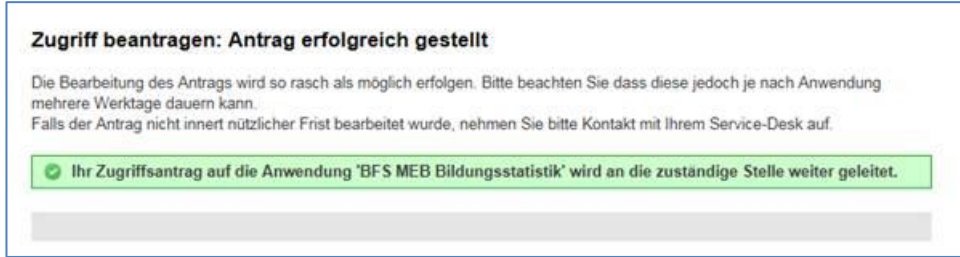 Zugriff beantragen: Antrag erfolgreich gestellt
Die Bearbeitung des Antrags wird so rasch als möglich erfolgen. Bitte beachten Sie dass diese jedoch je nach Anwendung
mehrere Werktage dauern kann.
Falls der Antrag nicht innert nützlicher Frist bearbeitet wurde, nehmen Sie bitte Kontakt mit Ihrem Service-Desk auf.
Ihr Zugriffsantrag auf die Anwendung 'BFS MEB Bildungsstatistik' wird an die zuständige Stelle weiter geleitet.